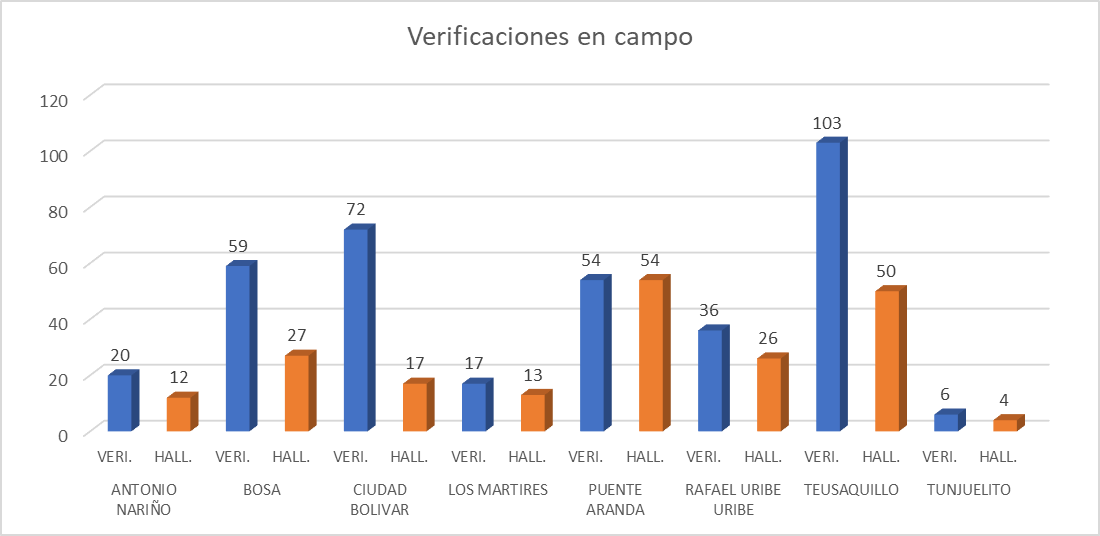 Verificaciones en campo
120
100
80
60
40
20
0
20
12
59
27
72
17
17
13
54
54
36
26
103
50
6
4
VERI. HALL. VERI. HALL. VERI. HALL. VERI. HALL. VERI. HALL. VERI. HALL. VERI. HALL. VERI. HALL.
ANTONIO
NARIÑO
BOSA
CIUDAD
BOLIVAR
LOS MARTIRES
PUENTE
ARANDA
RAFAEL URIBE
URIBE
TEUSAQUILLO
TUNJUELITO